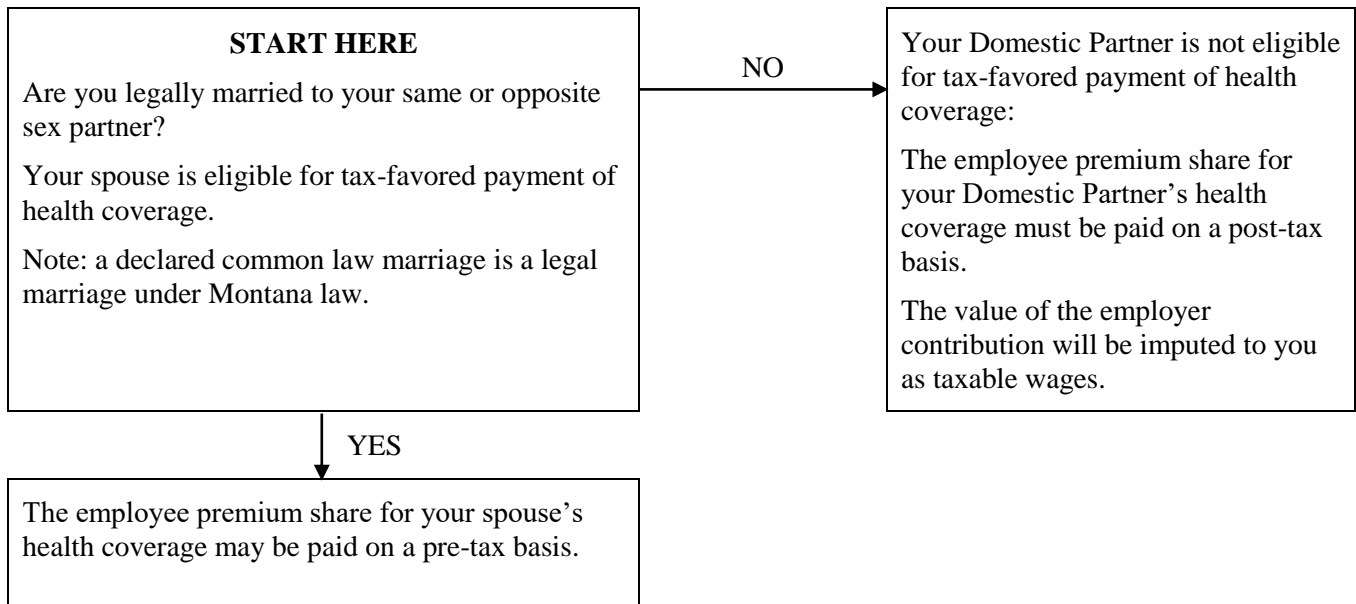 START HERE
Are you legally married to your same or opposite
sex partner?
Your spouse is eligible for tax-favored payment of
health coverage.
Note: a declared common law marriage is a legal
marriage under Montana law.
NO
Your Domestic Partner is not eligible
for tax-favored payment of health
coverage:
The employee premium share for
your Domestic Partner’s health
coverage must be paid on a post-tax
basis.
The value of the employer
contribution will be imputed to you
as taxable wages.
YES
The employee premium share for your spouse’s
health coverage may be paid on a pre-tax basis.